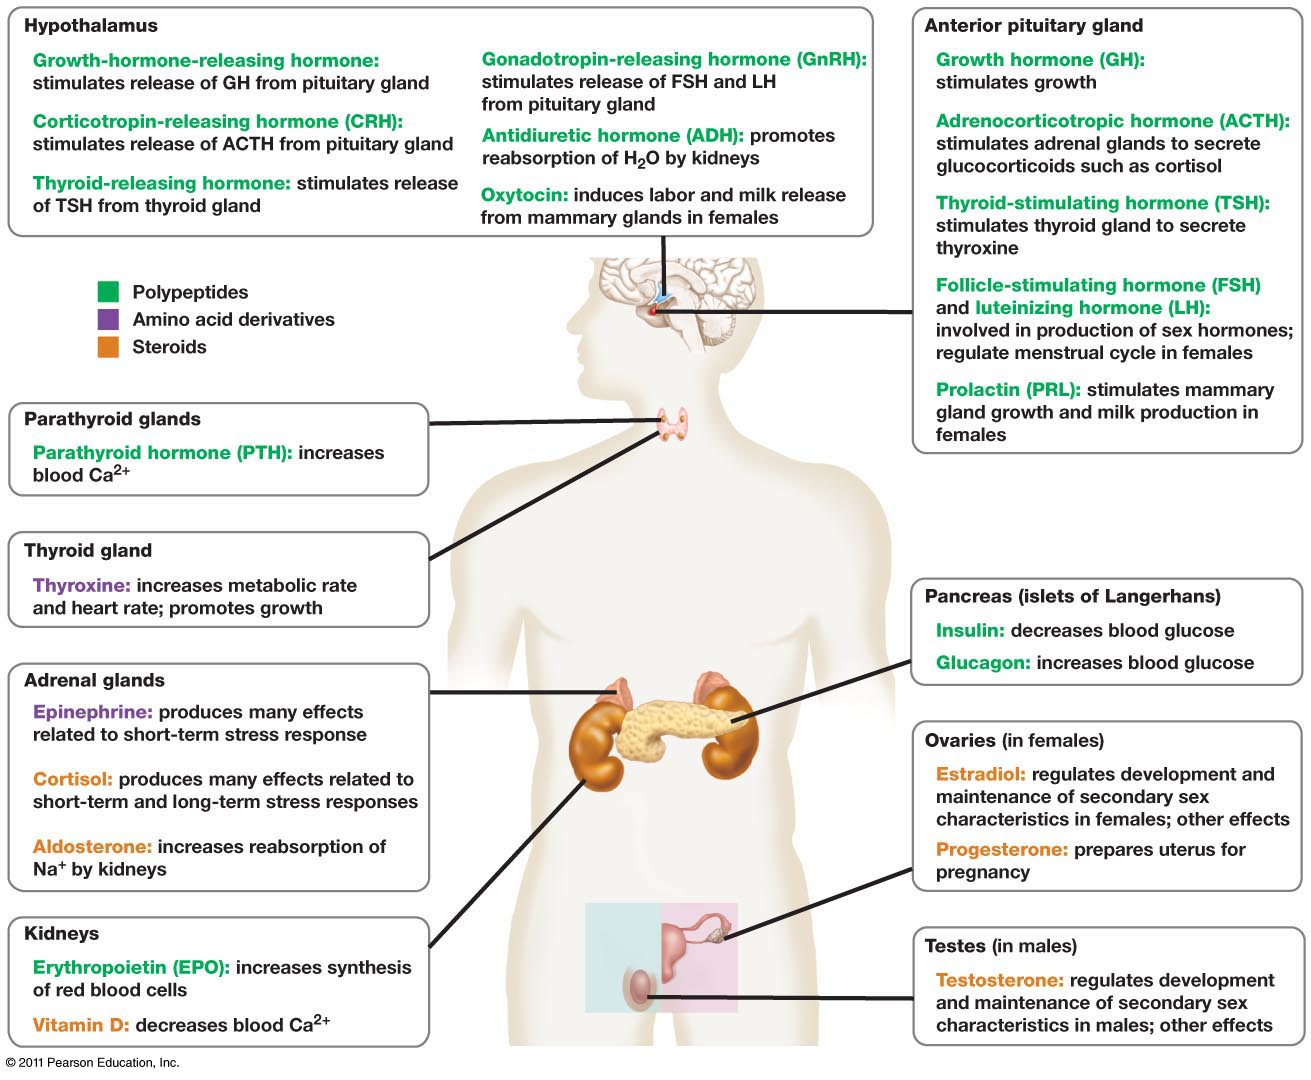 Hypothalamus
Growth-hormone-releasing hormone:
stimulates release of GH from pituitary gland
Corticotropin-releasing hormone (CRH):
stimulates release of ACTH from pituitary gland
Thyroid-releasing hormone: stimulates release
of TSH from thyroid gland
Gonadotropin-releasing hormone (GnRH):
stimulates release of FSH and LH
from pituitary gland
Antidiuretic hormone (ADH): promotes
reabsorption of H₂O by kidneys
Oxytocin: induces labor and milk release
from mammary glands in females
Anterior pituitary gland
Growth hormone (GH):
stimulates growth
Adrenocorticotropic hormone (ACTH):
stimulates adrenal glands to secrete
glucocorticoids such as cortisol
Thyroid-stimulating hormone (TSH):
stimulates thyroid gland to secrete
thyroxine
Follicle-stimulating hormone (FSH)
and luteinizing hormone (LH):
involved in production of sex hormones;
regulate menstrual cycle in females
Prolactin (PRL): stimulates mammary
gland growth and milk production in
females
Polypeptides
Amino acid derivatives
Steroids
Parathyroid glands
Parathyroid hormone (PTH): increases
blood Ca²⁺
Thyroid gland
Thyroxine: increases metabolic rate
and heart rate; promotes growth
Adrenal glands
Epinephrine: produces many effects
related to short-term stress response
Cortisol: produces many effects related to
short-term and long-term stress responses
Aldosterone: increases reabsorption of
Na⁺ by kidneys
Kidneys
Erythropoietin (EPO): increases synthesis
of red blood cells
Vitamin D: decreases blood Ca²⁺
Pancreas (islets of Langerhans)
Insulin: decreases blood glucose
Glucagon: increases blood glucose
Ovaries (in females)
Estradiol: regulates development and
maintenance of secondary sex
characteristics in females; other effects
Progesterone: prepares uterus for
pregnancy
Testes (in males)
Testosterone: regulates development
and maintenance of secondary sex
characteristics in males; other effects
© 2011 Pearson Education, Inc.